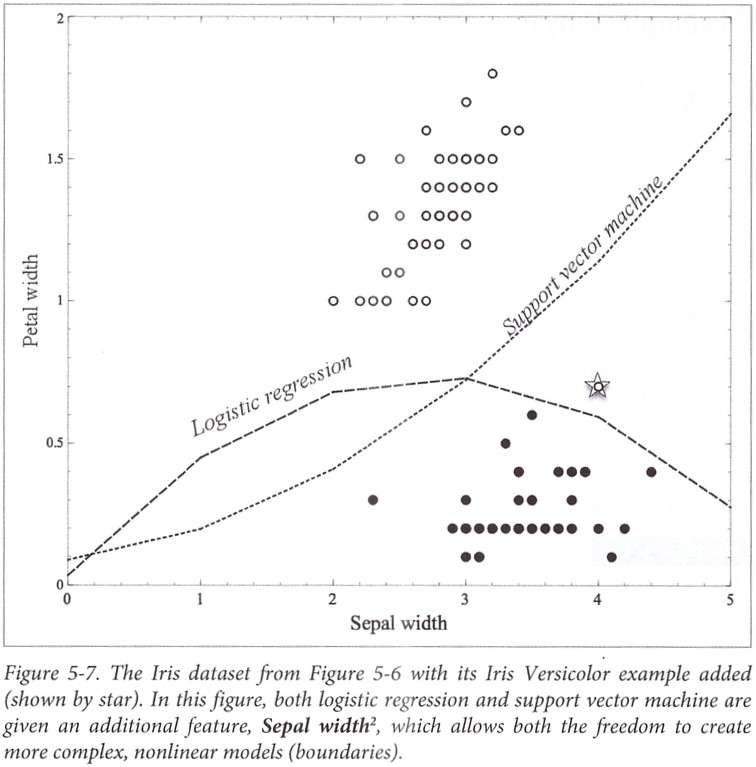 2
1.5
1
0.5
0
Petal width
Logistic regression
Support vector machine
0 1 2 3 4 5
Sepal width
Figure 5-7. The Iris dataset from Figure 5-6 with its Iris Versicolor example added
(shown by star). In this figure, both logistic regression and support vector machine are
given an additional feature, Sepal width², which allows both the freedom to create
more complex, nonlinear models (boundaries).